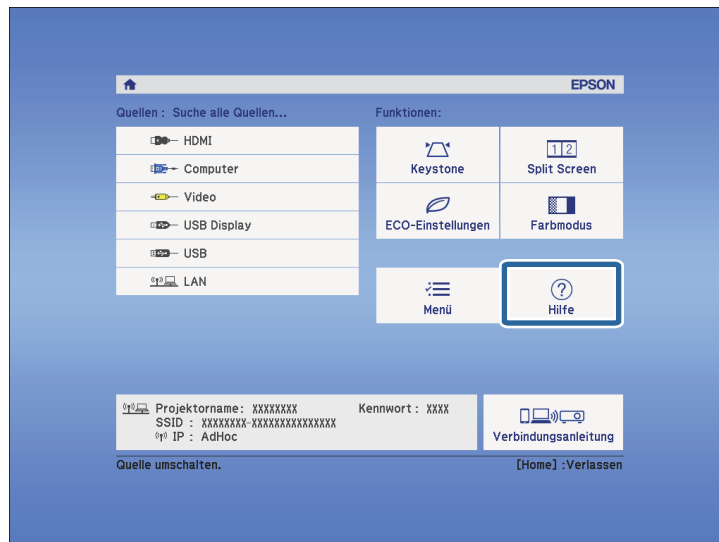 EPSON
Quellen : Suche alle Quellen...
Funktionen:
HDMI
Computer
Video
USB Display
USB
LAN
Keystone
1 2
Split Screen
ECO-Einstellungen
Farbmodus
Menü
?
Hilfe
Projektorname: XXXXXXXX Kennwort : XXXX
SSID : XXXXXXXX-XXXXXXXXXXXXXXX
IP : AdHoc
Verbindungsanleitung
Quelle umschalten. [Home] :Verlassen